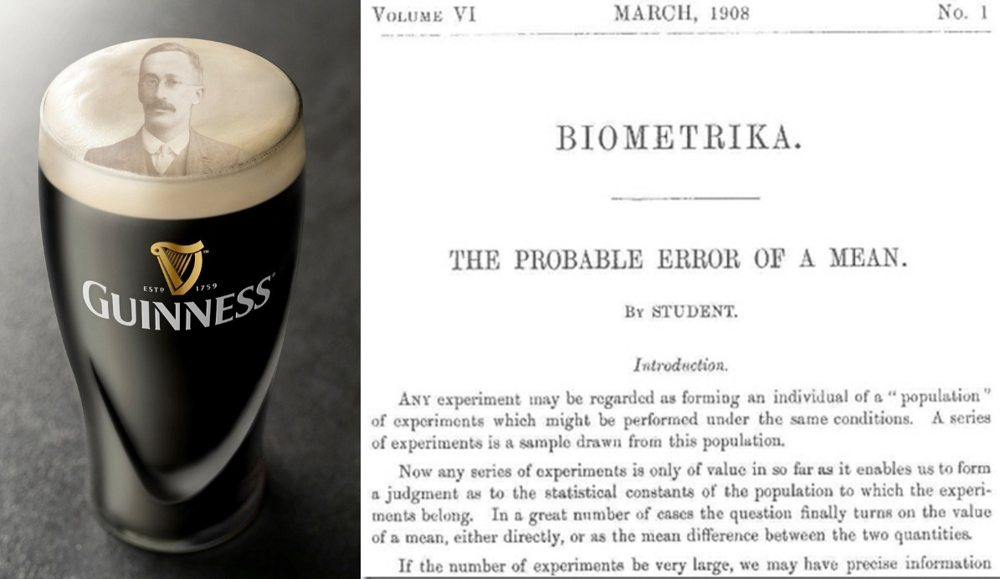 ESTD 1759
GUINNESS
VOLUME VI MARCH, 1908 No. 1
BIOMETRIKA.
THE PROBABLE ERROR OF A MEAN.
BY STUDENT.
Introduction.
ANY experiment may be regarded as forming an individual of a “ population ”
of experiments which might be performed under the same conditions. A series
of experiments is a sample drawn from this population.
Now any series of experiments is only of value in so far as it enables us to form
a judgment as to the statistical constants of the population to which the experi-
ments belong. In a great number of cases the question finally turns on the value
of a mean, either directly, or as the mean difference between the two quantities.
If the number of experiments be very large, we may have precise information